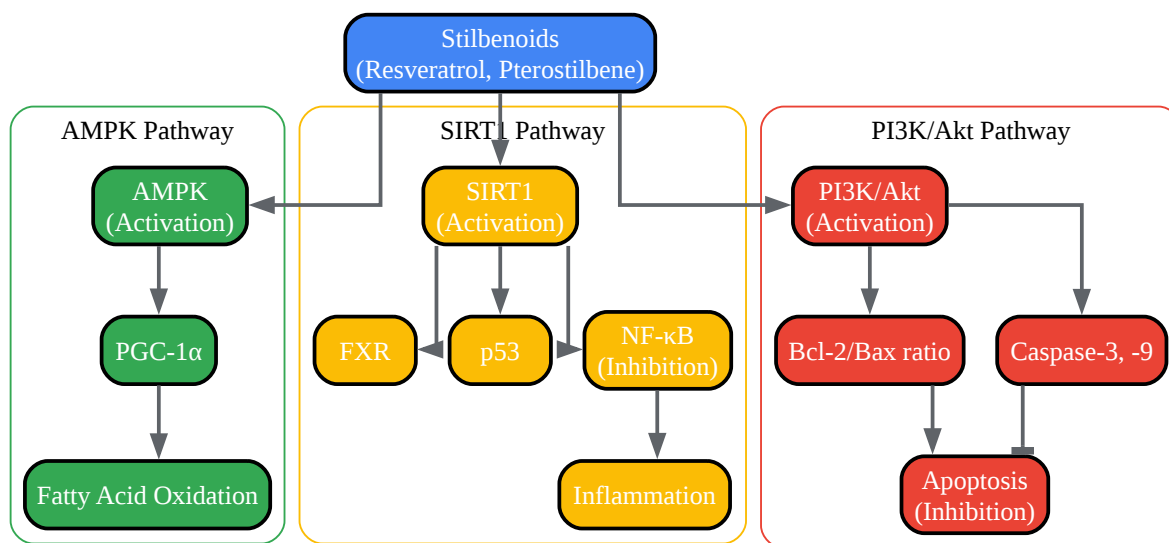 Stilbenoids
(Resveratrol, Pterostilbene)
AMPK Pathway
SIRT1 Pathway
PI3K/Akt Pathway
AMPK
(Activation)
SIRT1
(Activation)
PI3K/Akt
(Activation)
PGC-1α
FXR
p53
NF-κB
(Inhibition)
Bcl-2/Bax ratio
Caspase-3, -9
Fatty Acid Oxidation
Inflammation
Apoptosis
(Inhibition)